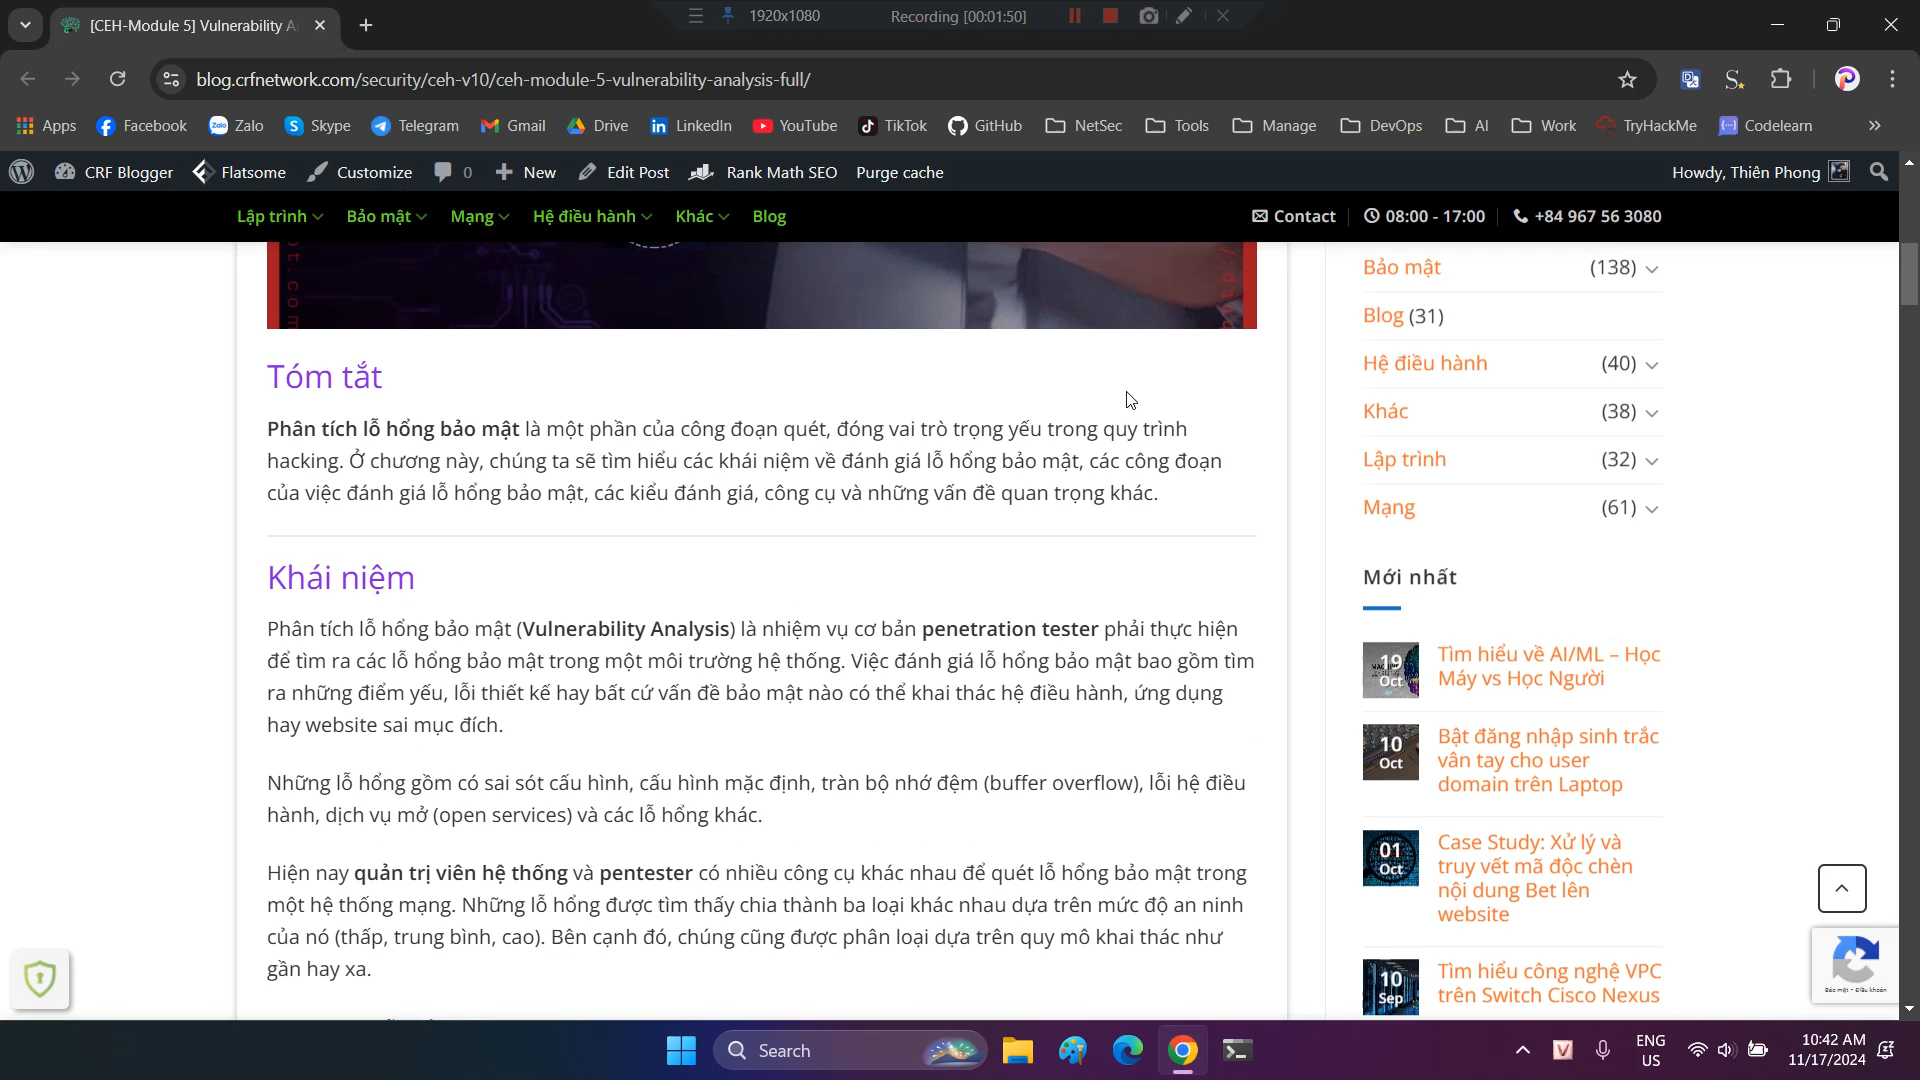 [CEH-Module 5] Vulnerability A
1920x1080
Recording [00:01:50]
blog.crfnetwork.com/security/ceh-v10/ceh-module-5-vulnerability-analysis-full/
Apps Facebook Zalo Skype Telegram Gmail Drive LinkedIn YouTube TikTok GitHub NetSec Tools Manage DevOps AI Work TryHackMe Codelearn
CRF Blogger Flatsome Customize 0 New Edit Post Rank Math SEO Purge cache Howdy, Thiên Phong
Lập trình Bảo mật Mạng Hệ điều hành Khác Blog Contact 08:00 - 17:00 +84 967 56 3080
Tóm tắt
Phân tích lỗ hổng bảo mật là một phần của công đoạn quét, đóng vai trò trọng yếu trong quy trình
hacking. Ở chương này, chúng ta sẽ tìm hiểu các khái niệm về đánh giá lỗ hổng bảo mật, các công đoạn
của việc đánh giá lỗ hổng bảo mật, các kiểu đánh giá, công cụ và những vấn đề quan trọng khác.
Khái niệm
Phân tích lỗ hổng bảo mật (Vulnerability Analysis) là nhiệm vụ cơ bản penetration tester phải thực hiện
để tìm ra các lỗ hổng bảo mật trong một môi trường hệ thống. Việc đánh giá lỗ hổng bảo mật bao gồm tìm
ra những điểm yếu, lỗi thiết kế hay bất cứ vấn đề bảo mật nào có thể khai thác hệ điều hành, ứng dụng
hay website sai mục đích.
Những lỗ hổng gồm có sai sót cấu hình, cấu hình mặc định, tràn bộ nhớ đệm (buffer overflow), lỗi hệ điều
hành, dịch vụ mở (open services) và các lỗ hổng khác.
Hiện nay quản trị viên hệ thống và pentester có nhiều công cụ khác nhau để quét lỗ hổng bảo mật trong
một hệ thống mạng. Những lỗ hổng được tìm thấy chia thành ba loại khác nhau dựa trên mức độ an ninh
của nó (thấp, trung bình, cao). Bên cạnh đó, chúng cũng được phân loại dựa trên quy mô khai thác như
gần hay xa.
Bảo mật (138)
Blog (31)
Hệ điều hành (40)
Khác (38)
Lập trình (32)
Mạng (61)
Mới nhất
19 Oct
Tìm hiểu về AI/ML – Học
Máy vs Học Người
10 Oct
Bật đăng nhập sinh trắc
vân tay cho user
domain trên Laptop
01 Oct
Case Study: Xử lý và
truy vết mã độc chèn
nội dung Bet lên
website
10 Sep
Tìm hiểu công nghệ VPC
trên Switch Cisco Nexus
Bảo mật • Điều khoản
Search
ENG
US
10:42 AM
11/17/2024